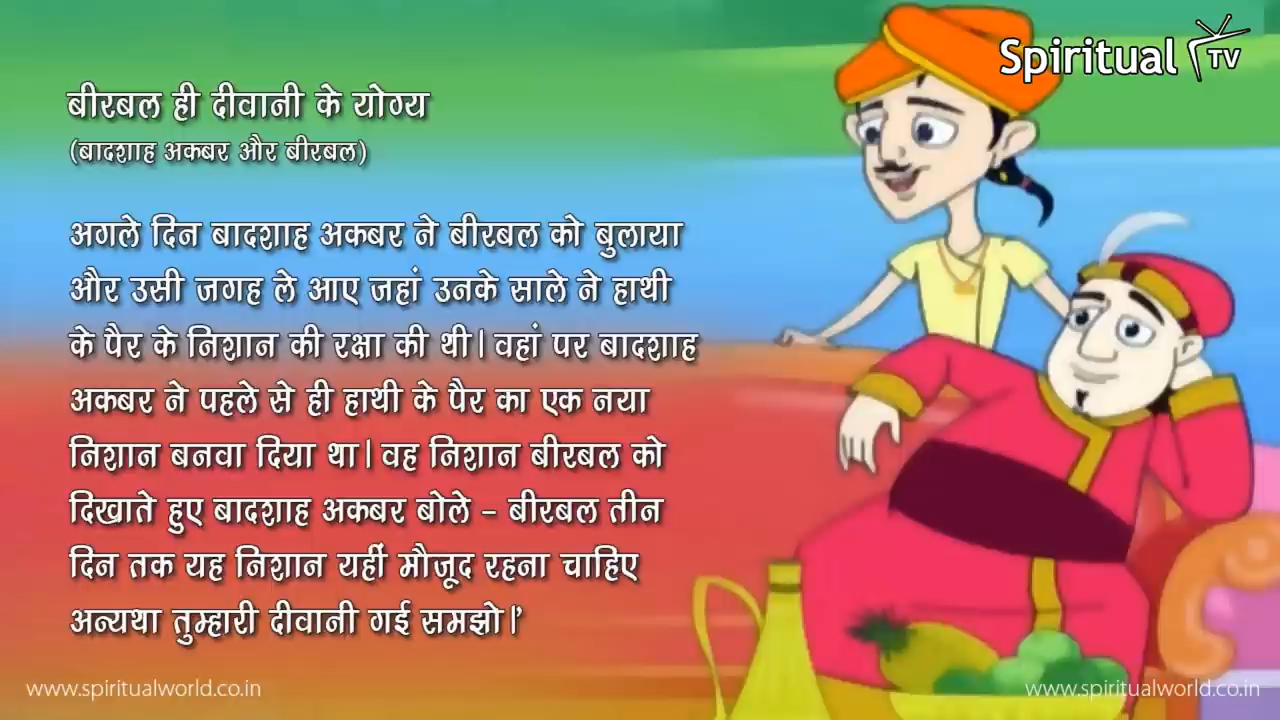 Spiritual TV
बीरबल ही दीवानी के योग्य
(बादशाह अकबर और बीरबल)
अगले दिन बादशाह अकबर ने बीरबल को बुलाया
और उसी जगह ले आए जहां उनके साले ने हाथी
के पैर के निशान की रक्षा की थी। वहां पर बादशाह
अकबर ने पहले से ही हाथी के पैर का एक नया
निशान बनवा दिया था। वह निशान बीरबल को
दिखाते हुए बादशाह अकबर बोले - बीरबल तीन
दिन तक यह निशान यहीं मौजूद रहना चाहिए
अन्यथा तुम्हारी दीवानी गई समझो।’
www.spiritualworld.co.in
www.spiritualworld.co.in